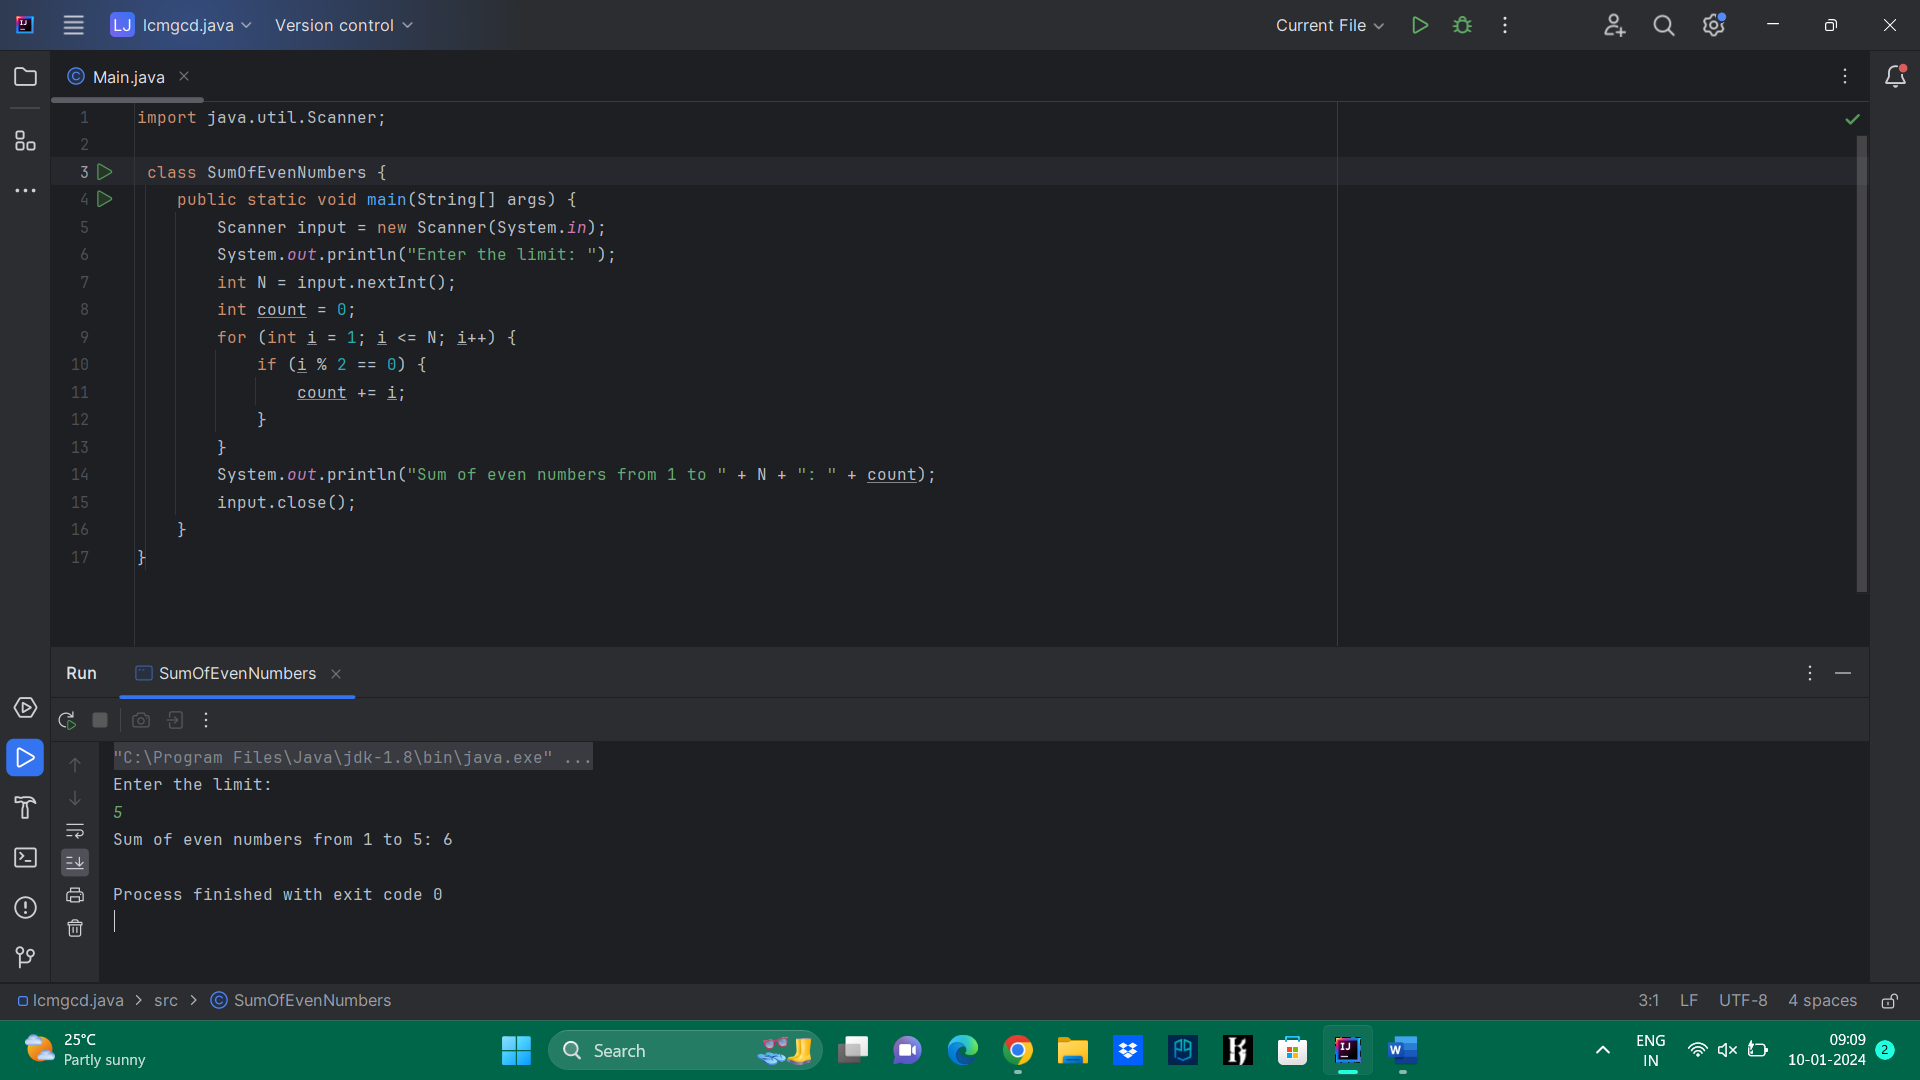 LJ lcmgcd.java Version control Current File
Main.java
1 import java.util.Scanner;
2
3 class SumOfEvenNumbers {
4 public static void main(String[] args) {
5 Scanner input = new Scanner(System.in);
6 System.out.println("Enter the limit: ");
7 int N = input.nextInt();
8 int count = 0;
9 for (int i = 1; i <= N; i++) {
10 if (i % 2 == 0) {
11 count += i;
12 }
13 }
14 System.out.println("Sum of even numbers from 1 to " + N + ": " + count);
15 input.close();
16 }
17 }
Run SumOfEvenNumbers
"C:\Program Files\Java\jdk-1.8\bin\java.exe" ...
Enter the limit:
5
Sum of even numbers from 1 to 5: 6
Process finished with exit code 0
lcmgcd.java > src > SumOfEvenNumbers 3:1 LF UTF-8 4 spaces
25°C
Partly sunny
Search
ENG
IN
09:09
10-01-2024
2